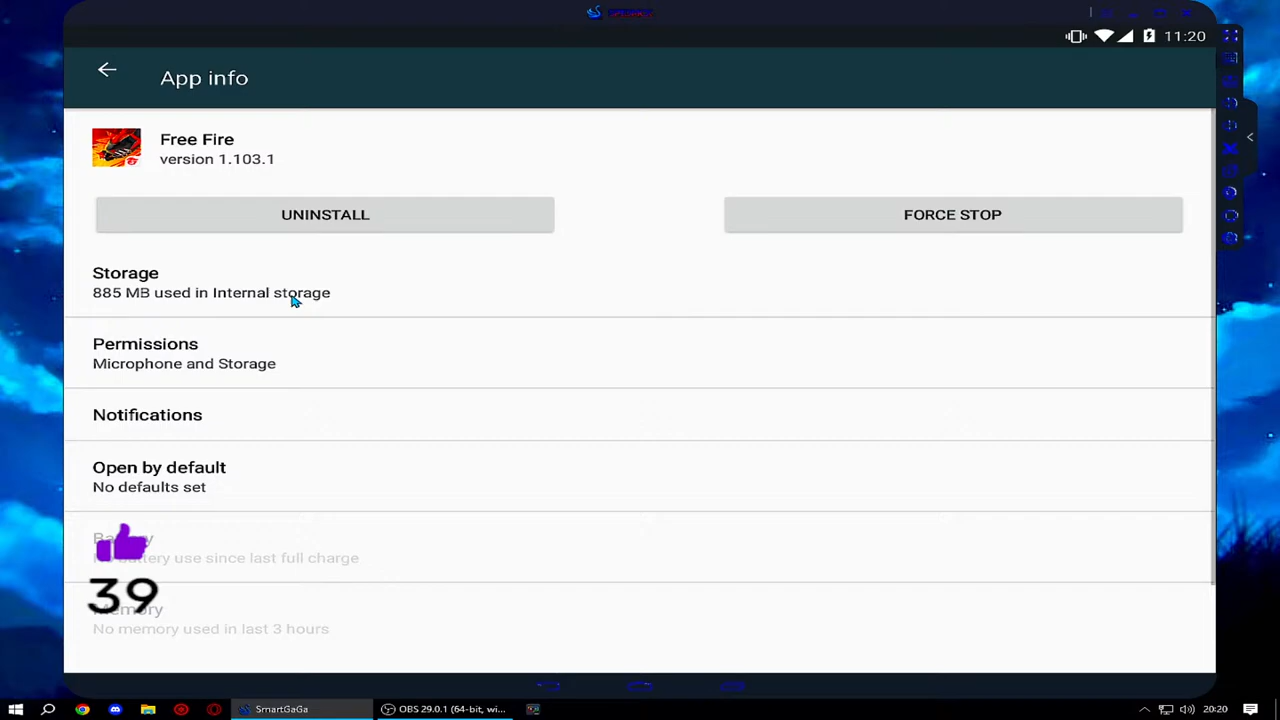 11:20
App info
Free Fire
version 1.103.1
UNINSTALL
FORCE STOP
Storage
885 MB used in Internal storage
Permissions
Microphone and Storage
Notifications
Open by default
No defaults set
battery use since last full charge
39
Memory
No memory used in last 3 hours
SmartGaGa
OBS 29.0.1 (64-bit, wi...
20:20